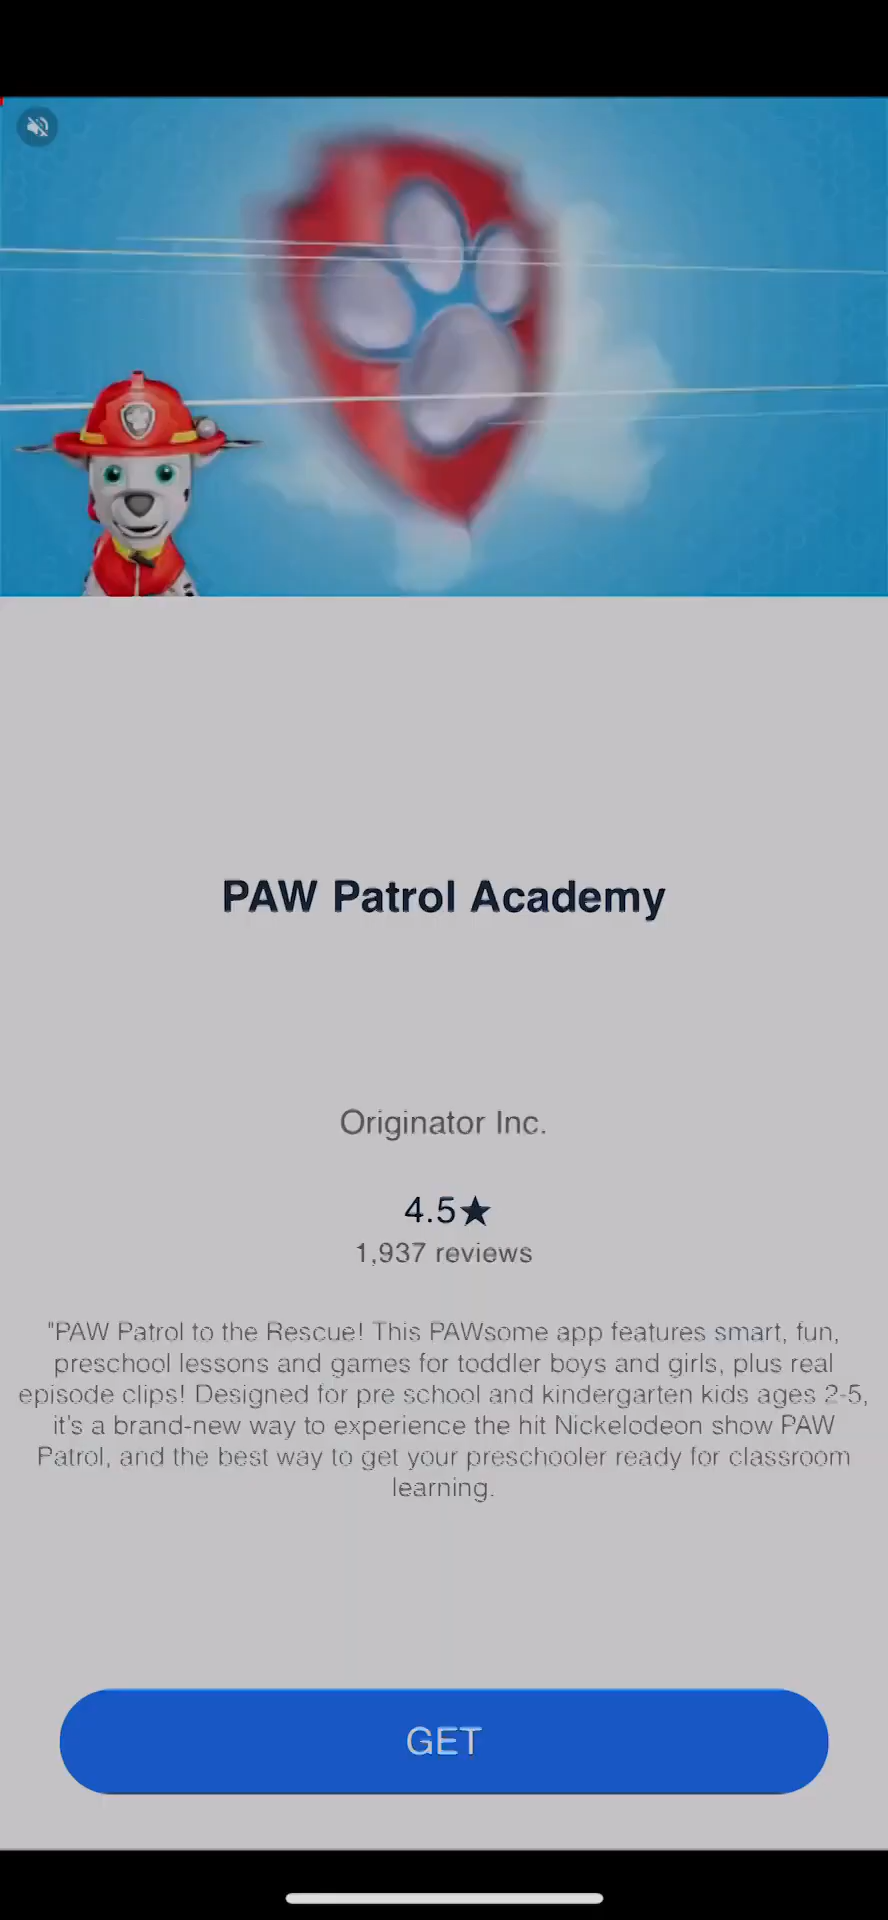 PAW Patrol Academy
Originator Inc.
4.5★
1,937 reviews
"PAW Patrol to the Rescue! This PAWsome app features smart, fun,
preschool lessons and games for toddler boys and girls, plus real
episode clips! Designed for pre school and kindergarten kids ages 2-5,
it's a brand-new way to experience the hit Nickelodeon show PAW
Patrol, and the best way to get your preschooler ready for classroom
learning.
GET